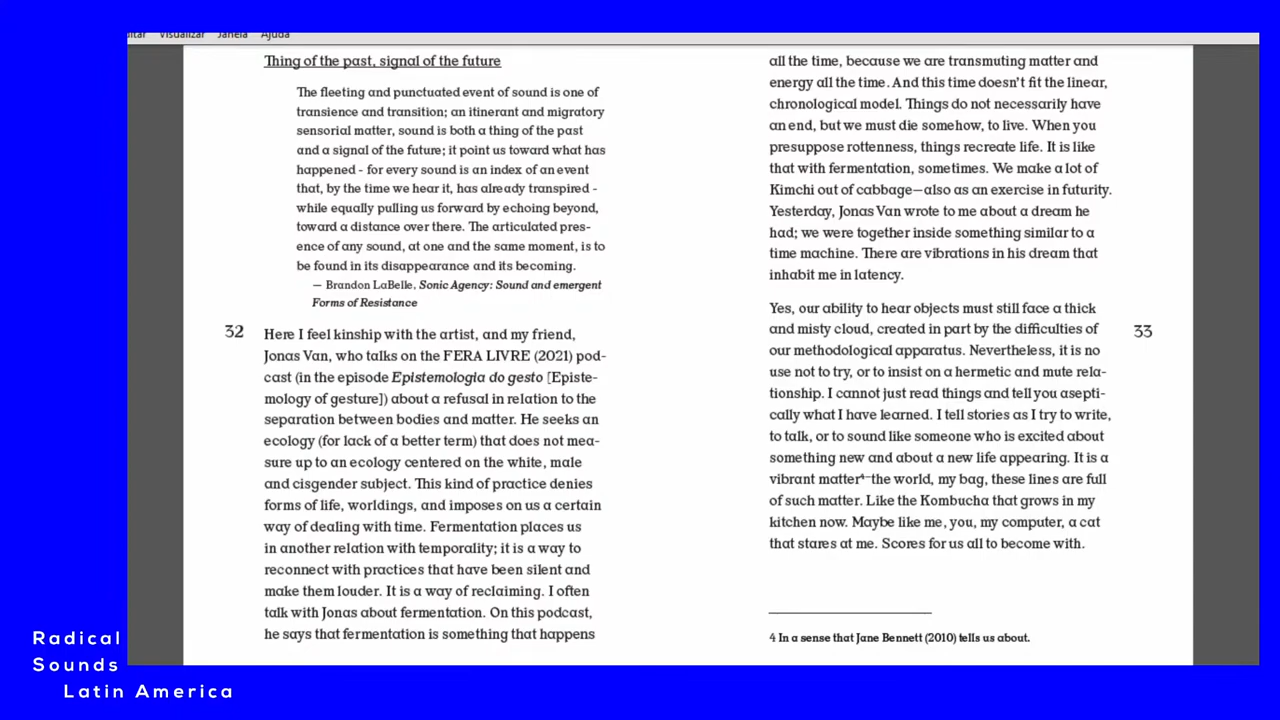 Visualizar Janela Ajuda
Thing of the past, signal of the future
The fleeting and punctuated event of sound is one of
transience and transition; an itinerant and migratory
sensorial matter, sound is both a thing of the past
and a signal of the future; it point us toward what has
happened - for every sound is an index of an event
that, by the time we hear it, has already transpired -
while equally pulling us forward by echoing beyond,
toward a distance over there. The articulated pres-
ence of any sound, at one and the same moment, is to
be found in its disappearance and its becoming.
— Brandon LaBelle, Sonic Agency: Sound and emergent
Forms of Resistance
32
Here I feel kinship with the artist, and my friend,
Jonas Van, who talks on the FERA LIVRE (2021) pod-
cast (in the episode Epistemologia do gesto [Episte-
mology of gesture]) about a refusal in relation to the
separation between bodies and matter. He seeks an
ecology (for lack of a better term) that does not mea-
sure up to an ecology centered on the white, male
and cisgender subject. This kind of practice denies
forms of life, worldings, and imposes on us a certain
way of dealing with time. Fermentation places us
in another relation with temporality; it is a way to
reconnect with practices that have been silent and
make them louder. It is a way of reclaiming. I often
talk with Jonas about fermentation. On this podcast,
he says that fermentation is something that happens
all the time, because we are transmuting matter and
energy all the time. And this time doesn't fit the linear,
chronological model. Things do not necessarily have
an end, but we must die somehow, to live. When you
presuppose rottenness, things recreate life. It is like
that with fermentation, sometimes. We make a lot of
Kimchi out of cabbage—also as an exercise in futurity.
Yesterday, Jonas Van wrote to me about a dream he
had; we were together inside something similar to a
time machine. There are vibrations in his dream that
inhabit me in latency.
Yes, our ability to hear objects must still face a thick
and misty cloud, created in part by the difficulties of
our methodological apparatus. Nevertheless, it is no
use not to try, or to insist on a hermetic and mute rela-
tionship. I cannot just read things and tell you asepti-
cally what I have learned. I tell stories as I try to write,
to talk, or to sound like someone who is excited about
something new and about a new life appearing. It is a
vibrant matter⁴—the world, my bag, these lines are full
of such matter. Like the Kombucha that grows in my
kitchen now. Maybe like me, you, my computer, a cat
that stares at me. Scores for us all to become with.
33
4 In a sense that Jane Bennett (2010) tells us about.
Radical
Sounds
Latin America